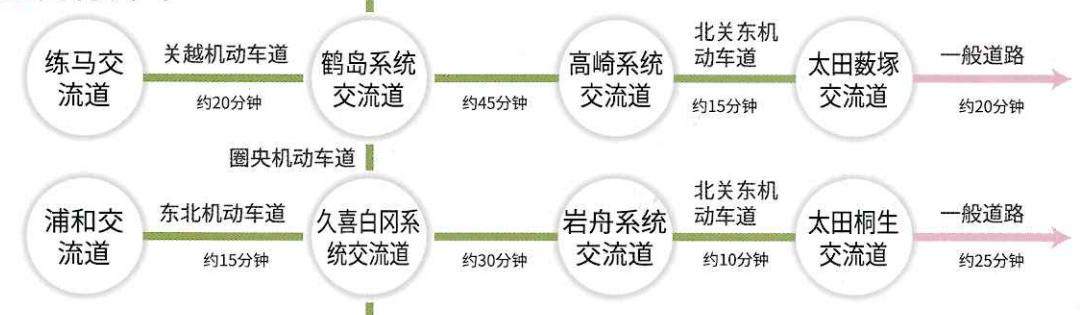 练马交
流道
关越机动车道
约20分钟
鹤岛系统
交流道
约45分钟
高崎系统
交流道
北关东机
动车道
约15分钟
太田薮塚
交流道
一般道路
约20分钟
圈央机动车道
浦和交
流道
东北机动车道
约15分钟
久喜白冈系
统交流道
约30分钟
岩舟系统
交流道
北关东机
动车道
约10分钟
太田桐生
交流道
一般道路
约25分钟